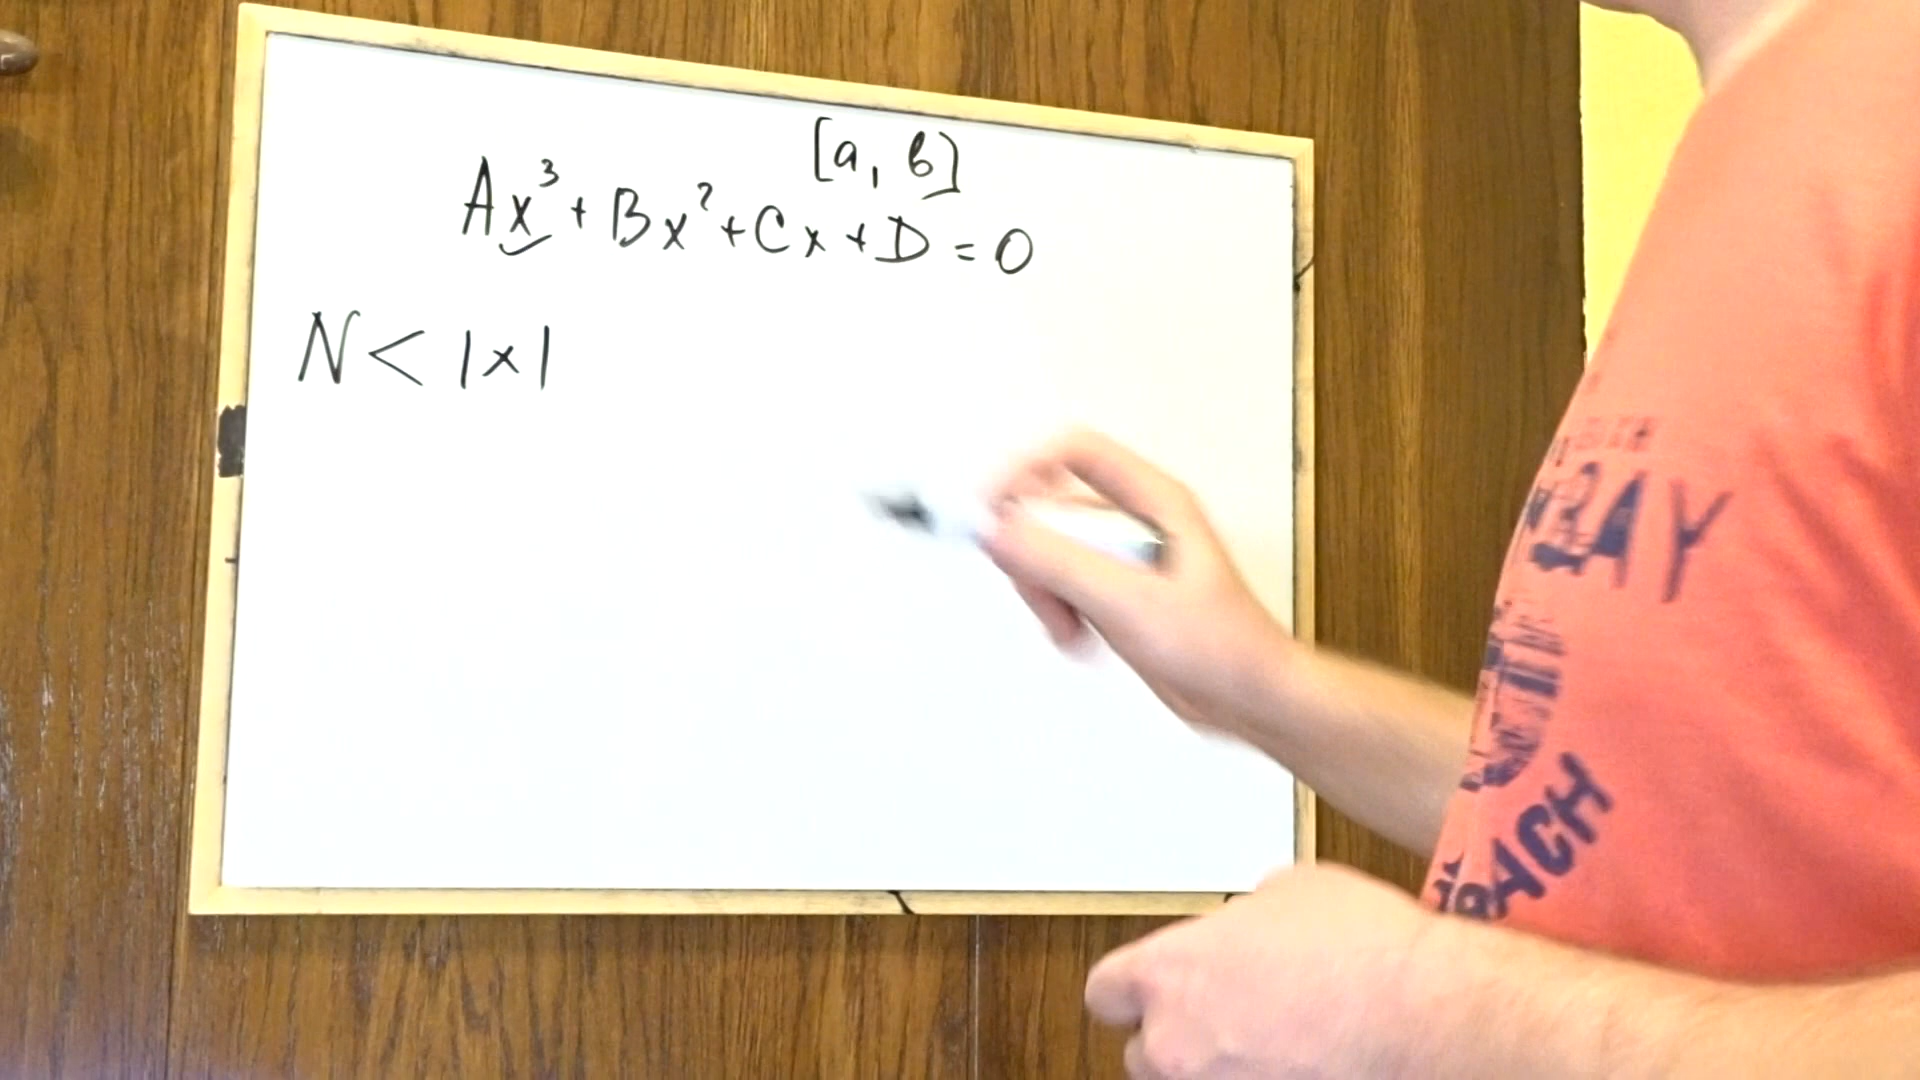 [a, b]
Ax³ + Bx² + Cx + D = 0
N < |x|